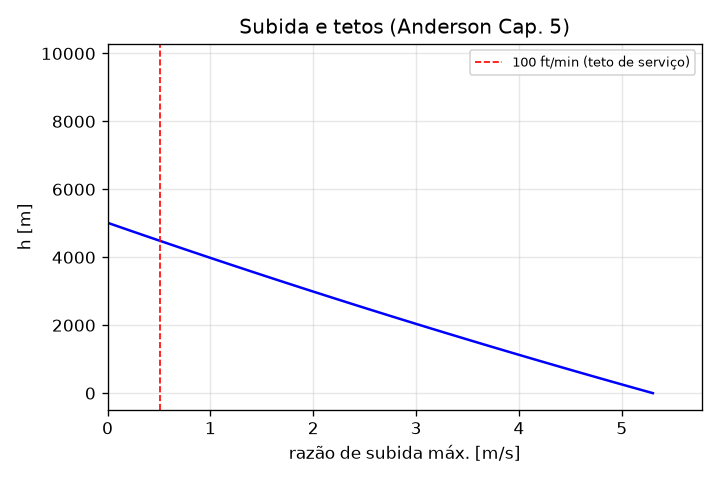 Subida e tetos (Anderson Cap. 5)
100 ft/min (teto de serviço)
10000
8000
6000
4000
2000
0
h [m]
0 1 2 3 4 5
razão de subida máx. [m/s]